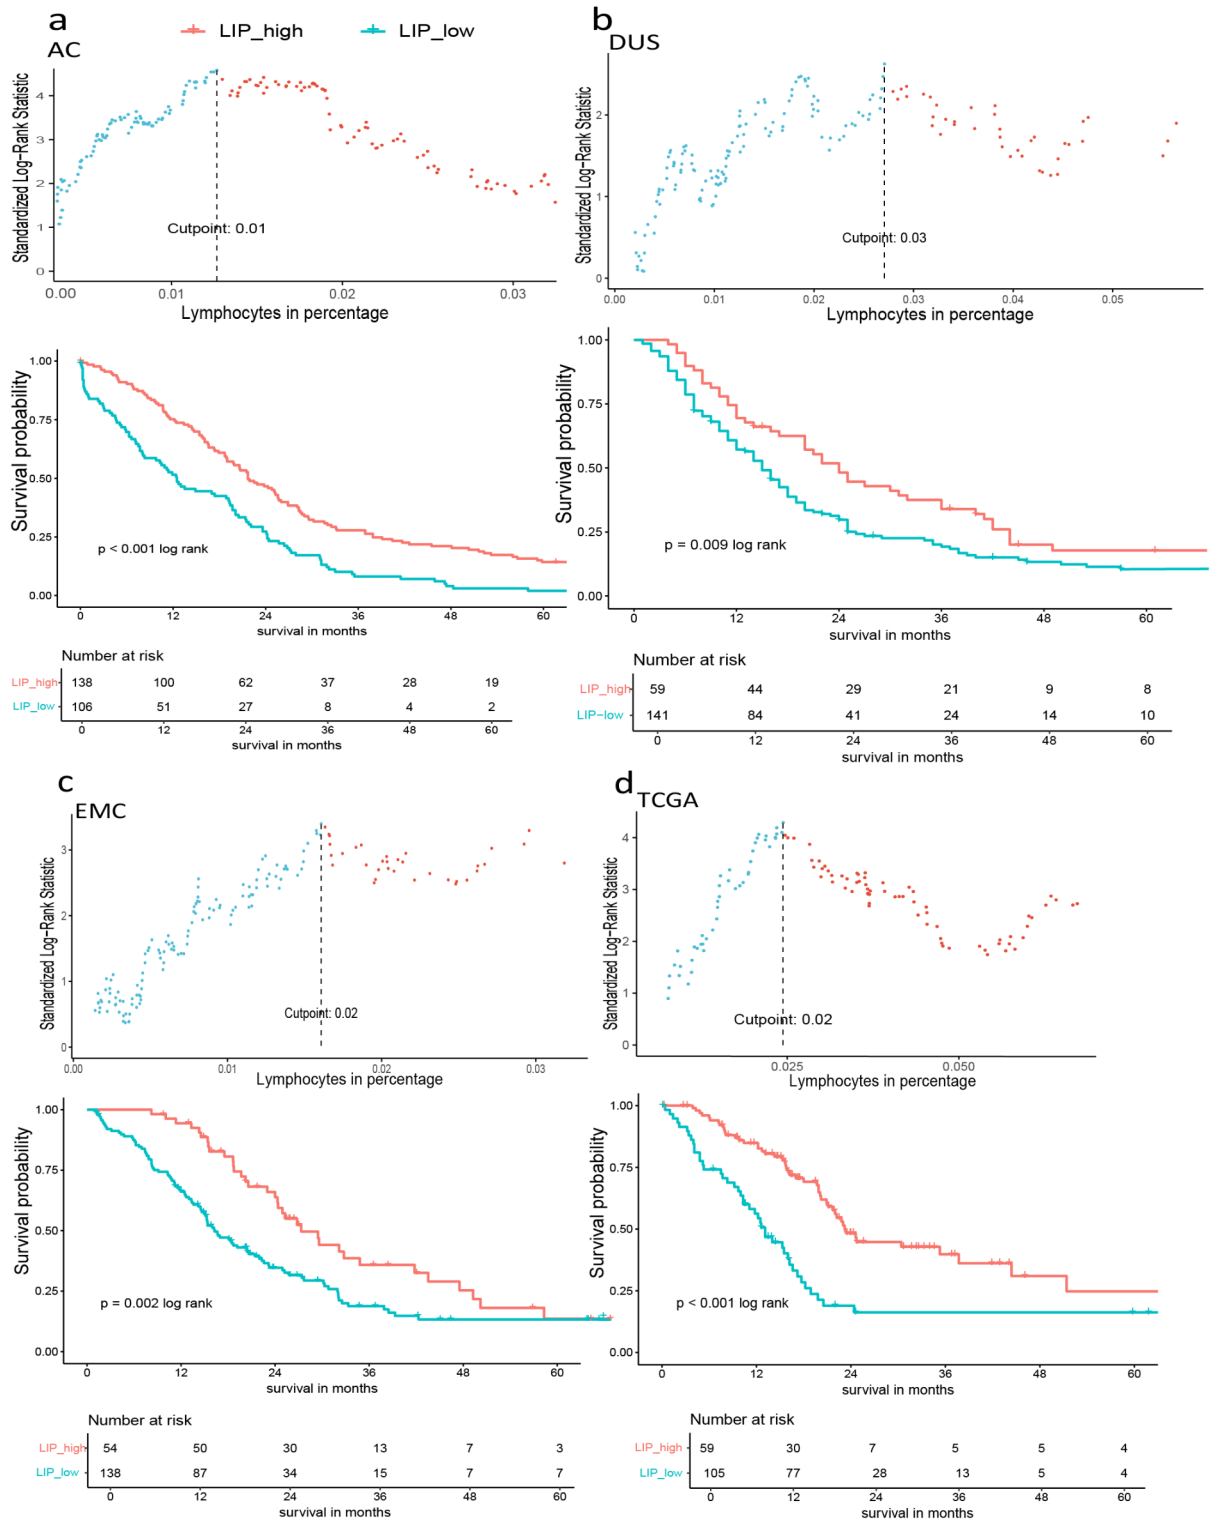 a
LIP_high LIP_low
AC
Standardized Log-Rank Statistic
4
3
2
1
0
Cutpoint: 0.01
0.00 0.01 0.02 0.03
Lymphocytes in percentage
Survival probability
1.00
0.75
0.50
0.25
0.00
p < 0.001 log rank
0 12 24 36 48 60
survival in months
Number at risk
LIP_high 138 100 62 37 28 19
LIP_low 106 51 27 8 4 2
0 12 24 36 48 60
survival in months
b
DUS
Standardized Log-Rank Statistic
2
1
0
Cutpoint: 0.03
0.00 0.01 0.02 0.03 0.04 0.05
Lymphocytes in percentage
Survival probability
1.00
0.75
0.50
0.25
0.00
p = 0.009 log rank
0 12 24 36 48 60
survival in months
Number at risk
LIP_high 59 44 29 21 9 8
LIP-low 141 84 41 24 14 10
0 12 24 36 48 60
survival in months
c
EMC
Standardized Log-Rank Statistic
3
2
1
0
Cutpoint: 0.02
0.00 0.01 0.02 0.03
Lymphocytes in percentage
Survival probability
1.00
0.75
0.50
0.25
0.00
p = 0.002 log rank
0 12 24 36 48 60
survival in months
Number at risk
LIP_high 54 50 30 13 7 3
LIP_low 138 87 34 15 7 7
0 12 24 36 48 60
survival in months
d
TCGA
Standardized Log-Rank Statistic
4
3
2
1
0
Cutpoint: 0.02
0.025 0.050
Lymphocytes in percentage
Survival probability
1.00
0.75
0.50
0.25
0.00
p < 0.001 log rank
0 12 24 36 48 60
survival in months
Number at risk
LIP_high 59 30 7 5 5 4
LIP_low 105 77 28 13 5 4
0 12 24 36 48 60
survival in months